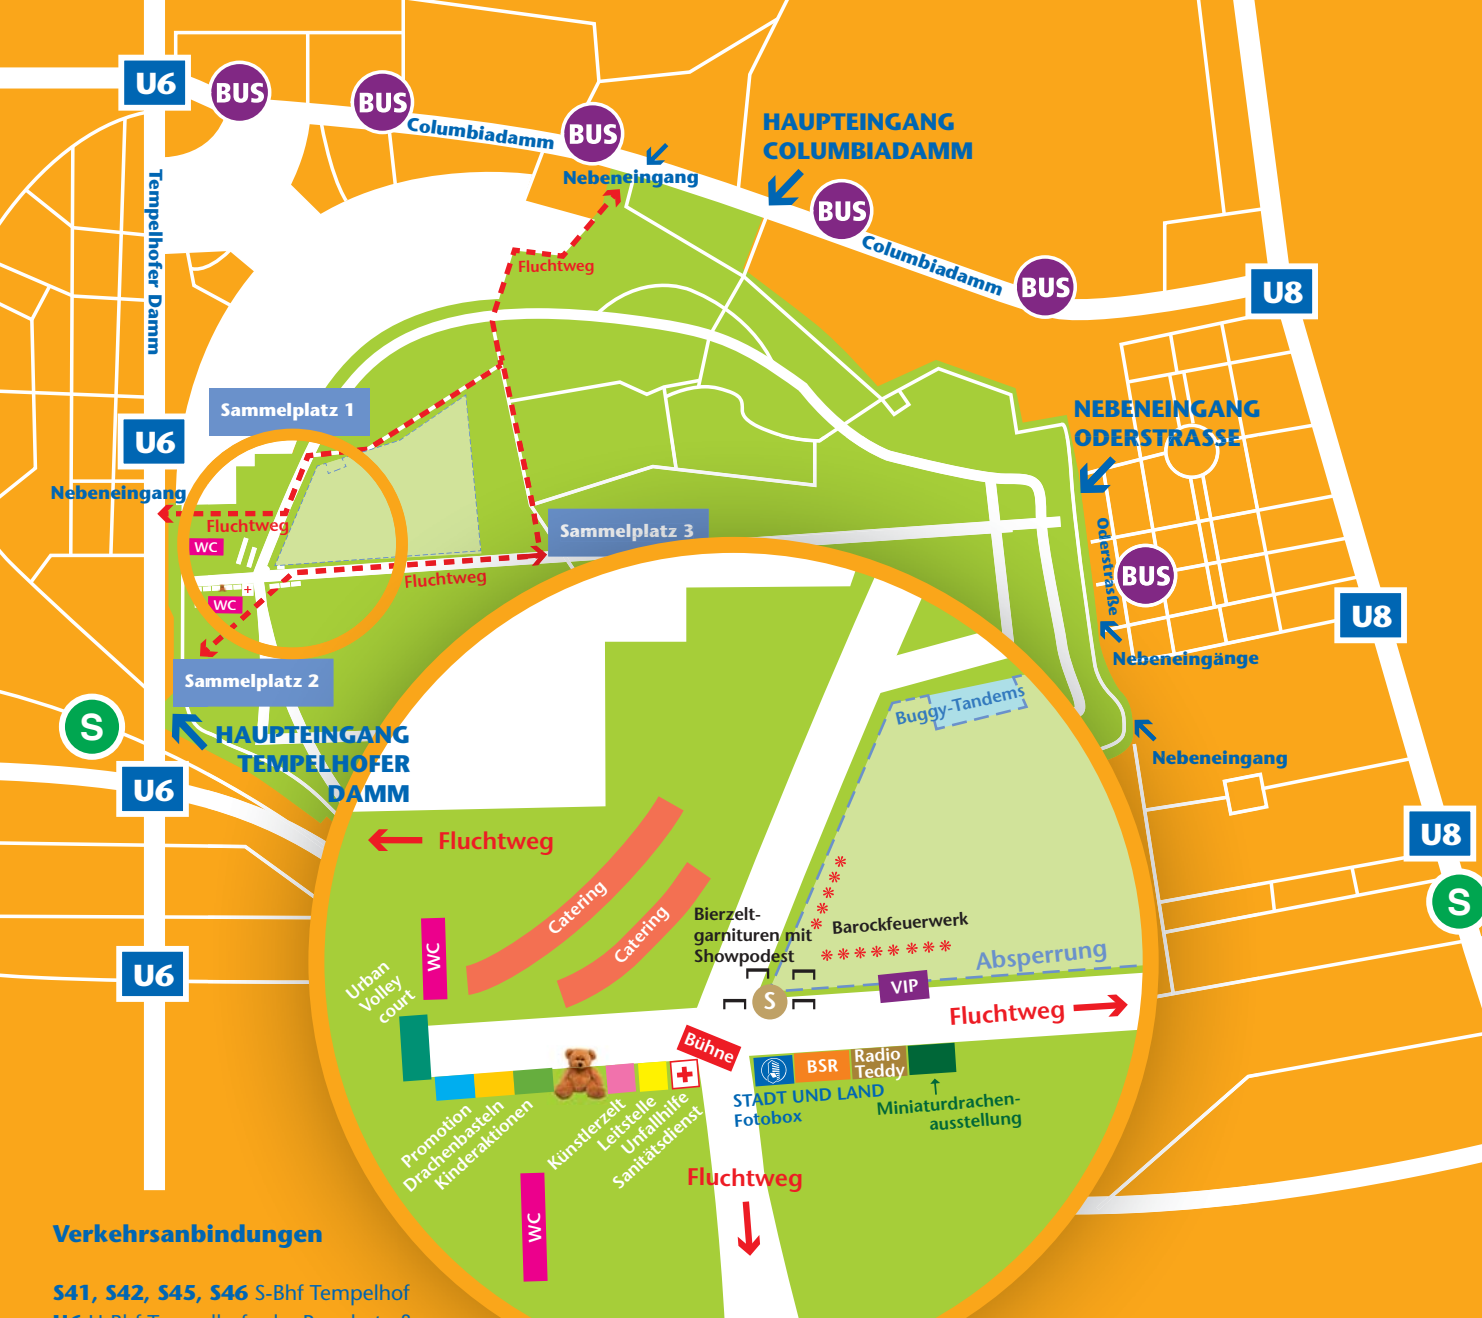 U6
BUS
BUS
BUS
Columbiadamm
Nebeneingang
HAUPTEINGANG
COLUMBIADAMM
BUS
Columbiadamm
BUS
U8
Tempelhofer Damm
Fluchtweg
Sammelplatz 1
U6
Nebeneingang
Fluchtweg
WC
WC
Fluchtweg
Sammelplatz 3
Sammelplatz 2
NEBENEINGANG
ODERSTRASSE
Oderstraße
BUS
U8
Nebeneingänge
Nebeneingang
S
HAUPTEINGANG
TEMPELHOFER
DAMM
U6
U8
S
U6
Buggy-Tandems
Fluchtweg
Catering
Catering
WC
Bierzelt-
garnituren mit
Showpodest
Barockfeuerwerk
Absperrung
S
VIP
Fluchtweg
Urban
Volley
court
Bühne
BSR
Radio
Teddy
STADT UND LAND
Fotobox
Miniaturdrachen-
ausstellung
Promotion
Drachenbasteln
Kinderaktionen
Künstlerzelt
Leitstelle
Unfallhilfe
Sanitätsdienst
Fluchtweg
WC
Verkehrsanbindungen
S41, S42, S45, S46 S-Bhf Tempelhof